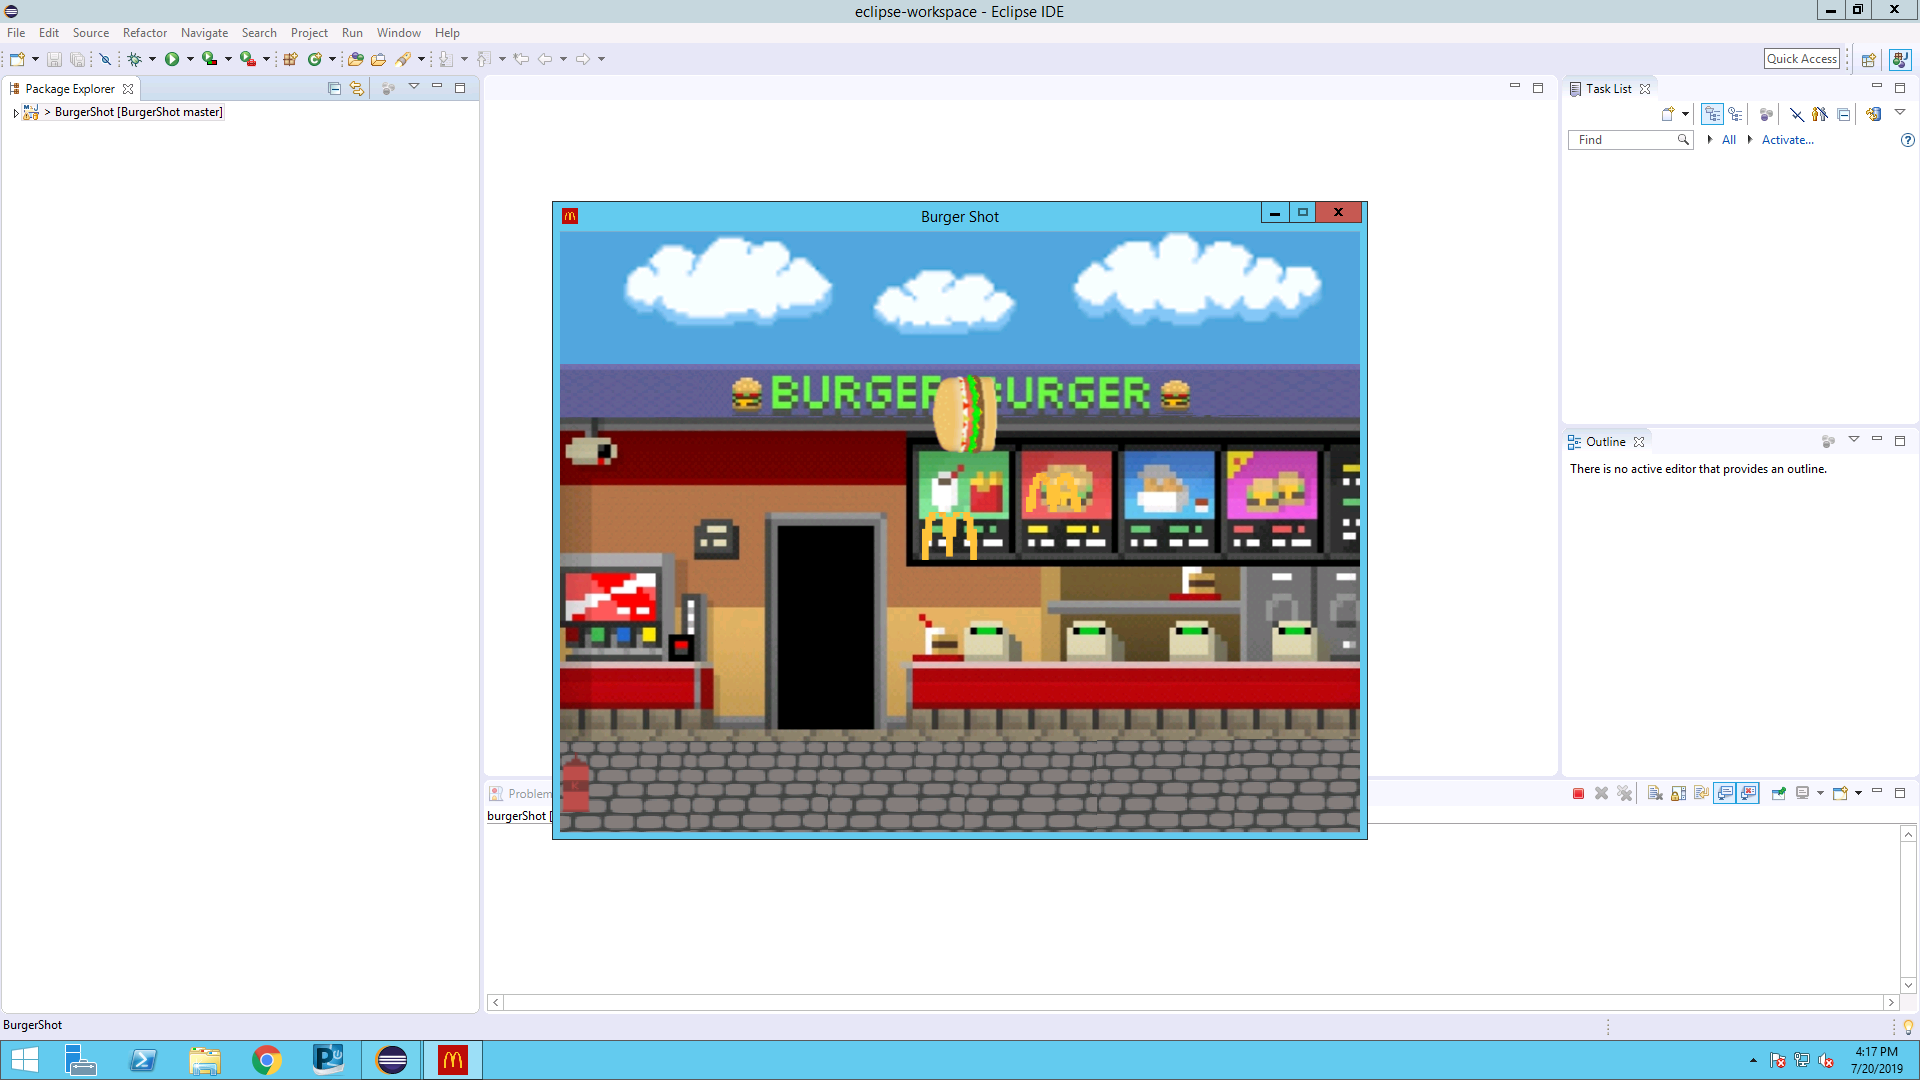 eclipse-workspace - Eclipse IDE
File Edit Source Refactor Navigate Search Project Run Window Help
Quick Access
Package Explorer
> BurgerShot [BurgerShot master]
Task List
Find
All
Activate...
Burger Shot
BURGER BURGER
Outline
There is no active editor that provides an outline.
Problem
burgerShot [
BurgerShot
4:17 PM
7/20/2019